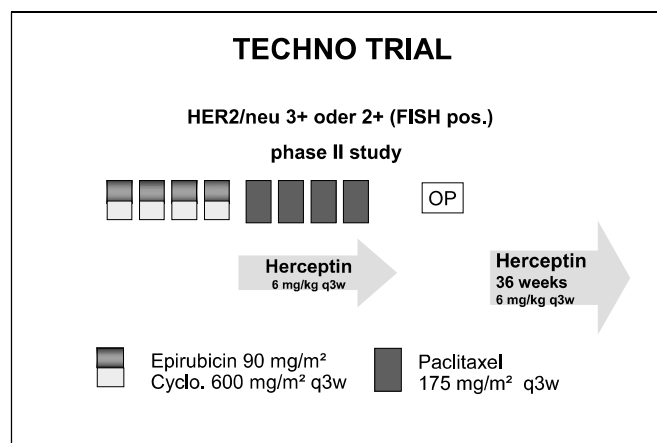 TECHNO TRIAL
HER2/neu 3+ oder 2+ (FISH pos.)
phase II study
OP
Herceptin
6 mg/kg q3w
Herceptin
36 weeks
6 mg/kg q3w
Epirubicin 90 mg/m²
Cyclo. 600 mg/m² q3w
Paclitaxel
175 mg/m² q3w